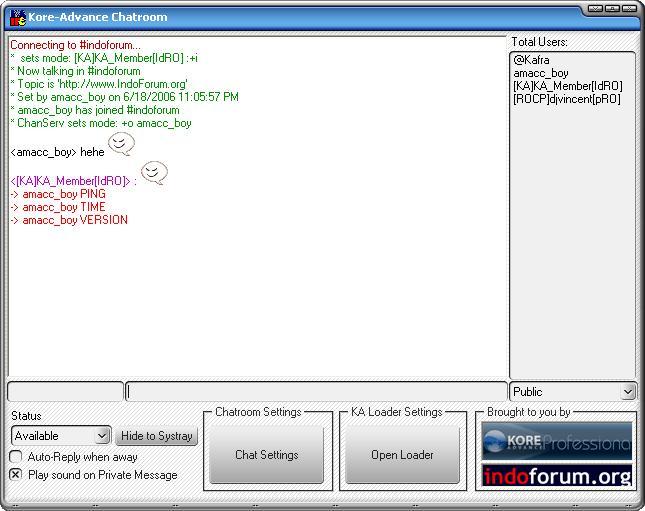 Kore-Advance Chatroom
Connecting to #indoforum...
* sets mode: [KA]KA_Member[IdRO] :+i
* Now talking in #indoforum
* Topic is 'http://www.IndoForum.org'
* Set by amacc_boy on 6/18/2006 11:05:57 PM
* amacc_boy has joined #indoforum
* ChanServ sets mode: +o amacc_boy
<amacc_boy> hehe
<[KA]KA_Member[IdRO]> :
-> amacc_boy PING
-> amacc_boy TIME
-> amacc_boy VERSION
Total Users:
@Kafra
amacc_boy
[KA]KA_Member[IdRO]
[ROCP]djvincent[pRO]
Public
Status
Available
Hide to Systray
Auto-Reply when away
Play sound on Private Message
Chatroom Settings
Chat Settings
KA Loader Settings
Open Loader
Brought to you by
KORE Professiona
ADVANCE
indoforum.org